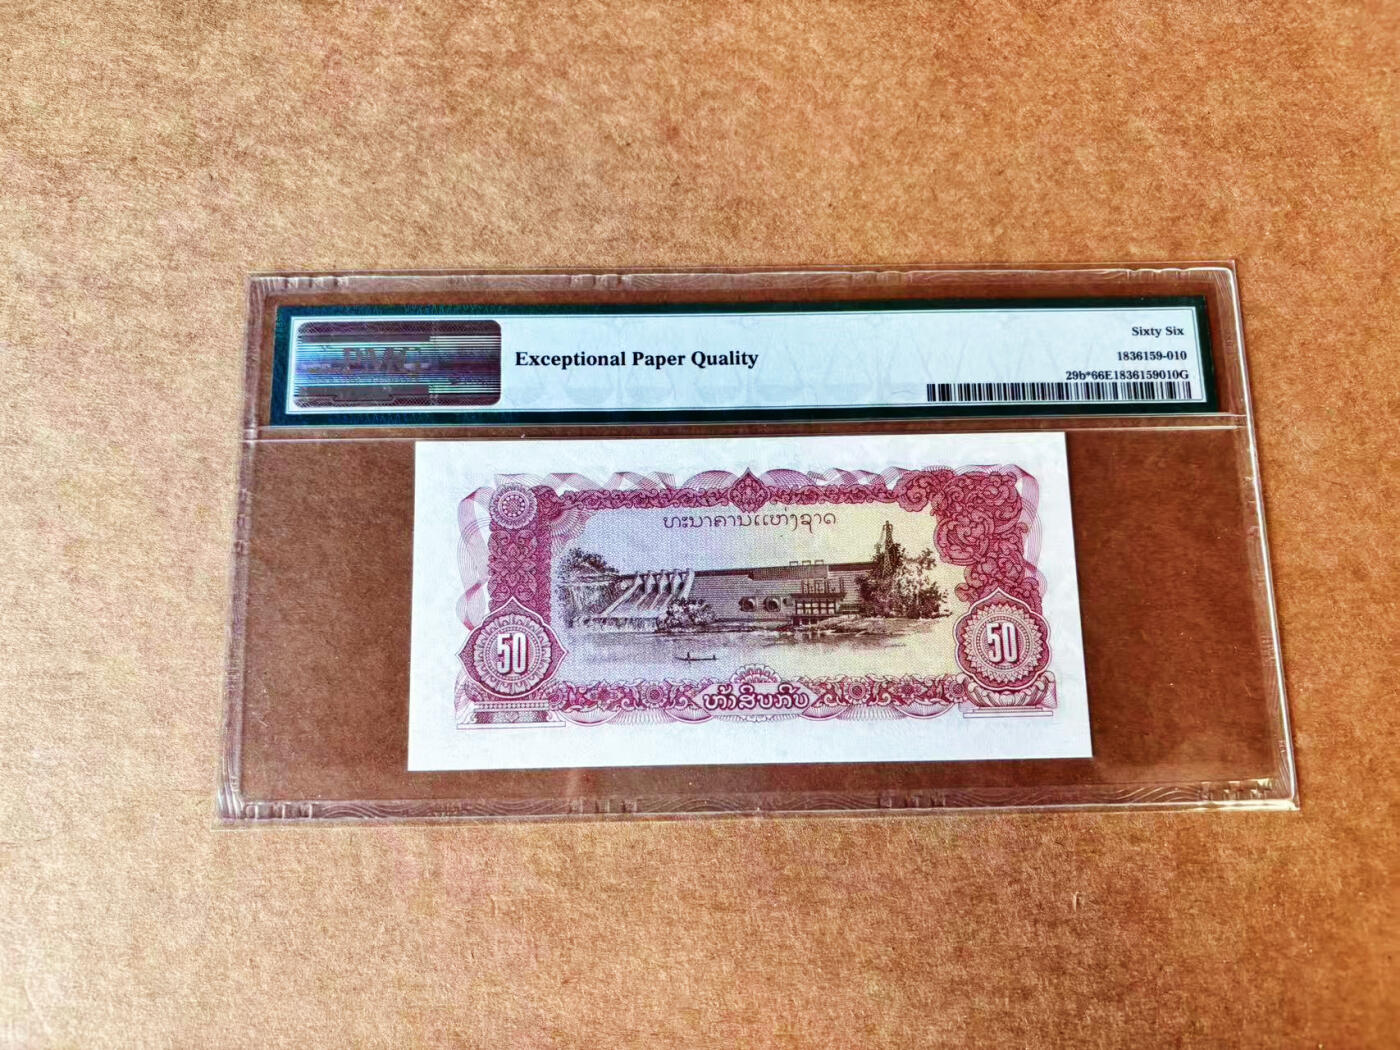 PMG
Exceptional Paper Quality
Sixty Six
1836159-010
29b*66E1836159010G
ທະນາຄານແຫ່ງຊາດ
50
50
ຫ້າສິບກີບ